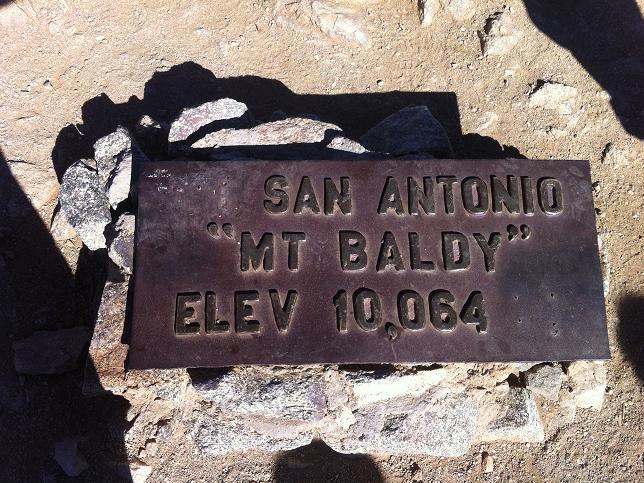 SAN ANTONIO
“MT BALDY”
ELEV 10,064